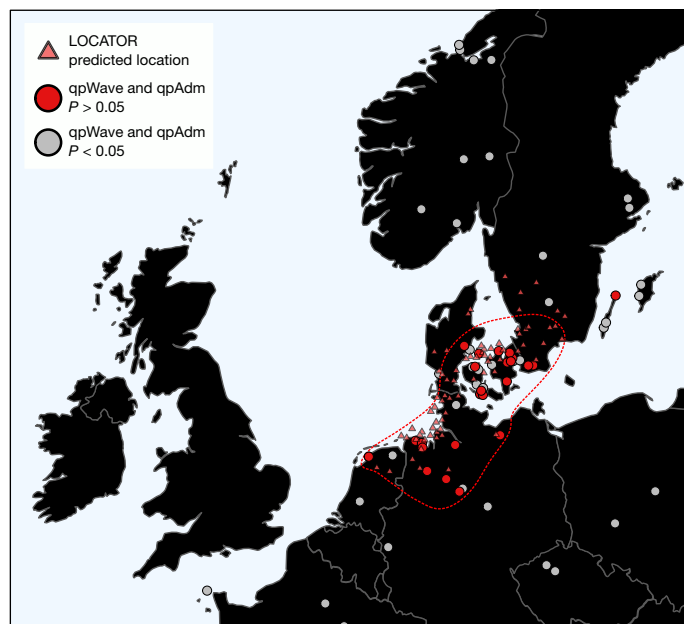 LOCATOR
predicted location
qpWave and qpAdm
P > 0.05
qpWave and qpAdm
P < 0.05